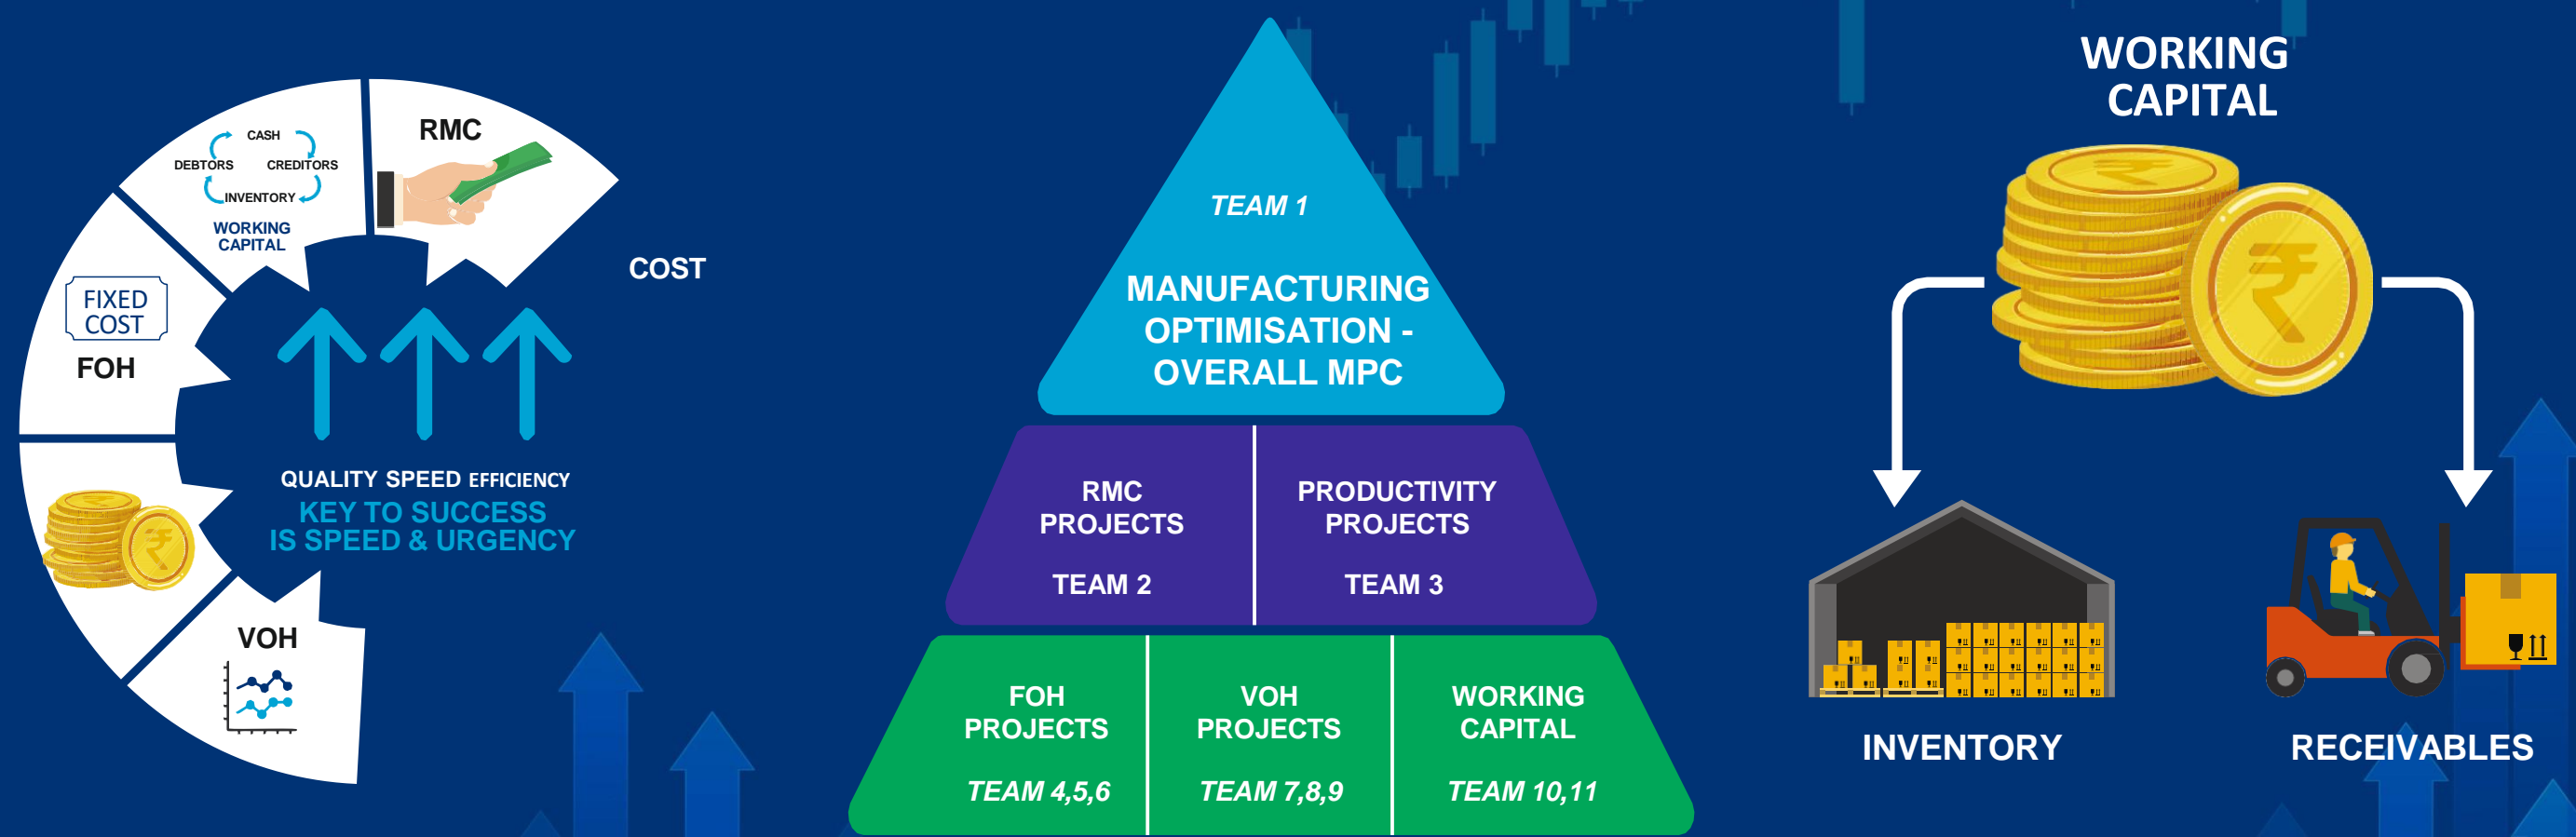 RMC
CASH
DEBTORS
CREDITORS
INVENTORY
WORKING
CAPITAL
FIXED
COST
FOH
VOH
COST
QUALITY SPEED EFFICIENCY
KEY TO SUCCESS
IS SPEED & URGENCY
TEAM 1
MANUFACTURING
OPTIMISATION -
OVERALL MPC
RMC
PROJECTS
TEAM 2
PRODUCTIVITY
PROJECTS
TEAM 3
FOH
PROJECTS
TEAM 4,5,6
VOH
PROJECTS
TEAM 7,8,9
WORKING
CAPITAL
TEAM 10,11
WORKING
CAPITAL
₹
INVENTORY
RECEIVABLES